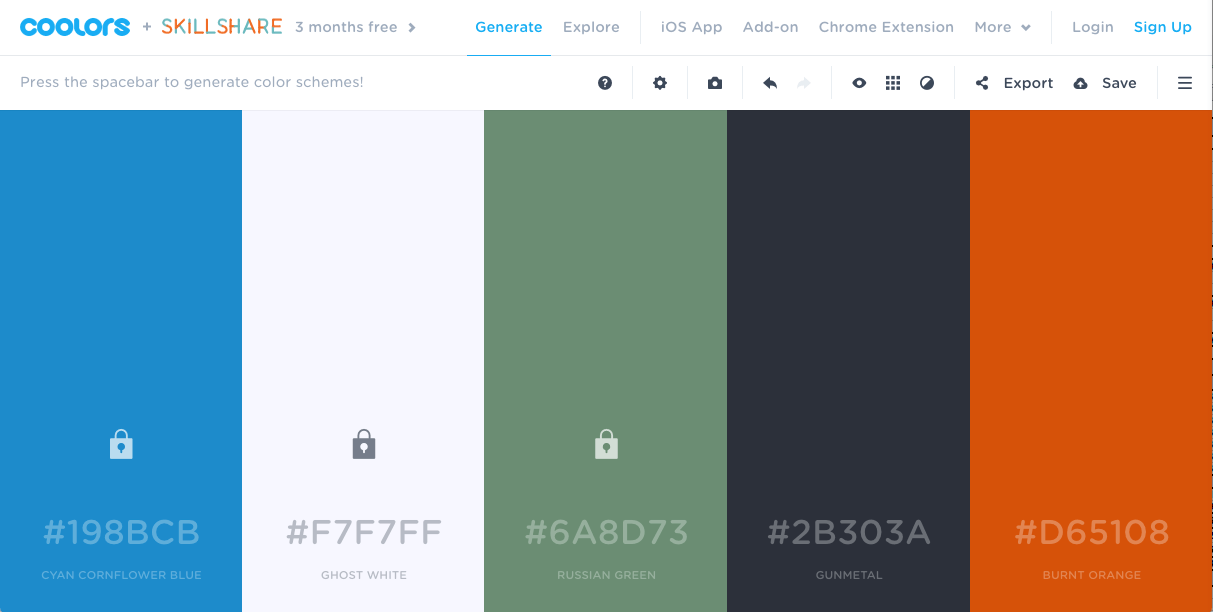 coolors + SKILLSHARE 3 months free Generate Explore iOS App Add-on Chrome Extension More Login Sign Up
Press the spacebar to generate color schemes! Export Save
#198BCB #F7F7FF #6A8D73 #2B303A #D65108
CYAN CORNFLOWER BLUE GHOST WHITE RUSSIAN GREEN GUNMETAL BURNT ORANGE